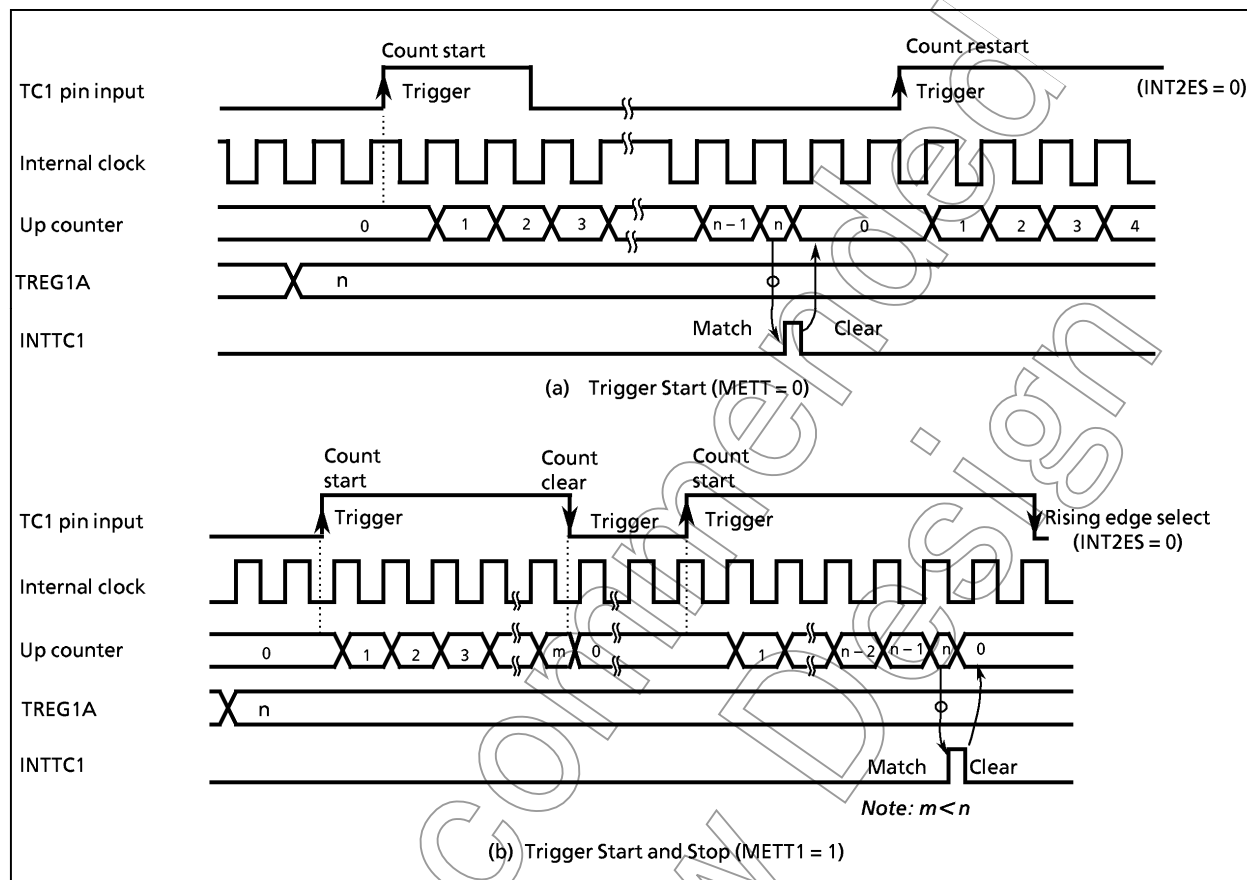 Count start
Count restart
TC1 pin input
Trigger
Trigger
(INT2ES = 0)
Internal clock
Up counter
0 1 2 3 n – 1 n 0 1 2 3 4
TREG1A
n
INTTC1
Match
Clear
(a) Trigger Start (METT = 0)
Count start
Count clear
Count start
TC1 pin input
Trigger
Trigger
Trigger
Rising edge select
(INT2ES = 0)
Internal clock
Up counter
0 1 2 3 m 0 1 n – 2 n – 1 n 0
TREG1A
n
INTTC1
Match
Clear
Note: m < n
(b) Trigger Start and Stop (METT1 = 1)
commended
w Design